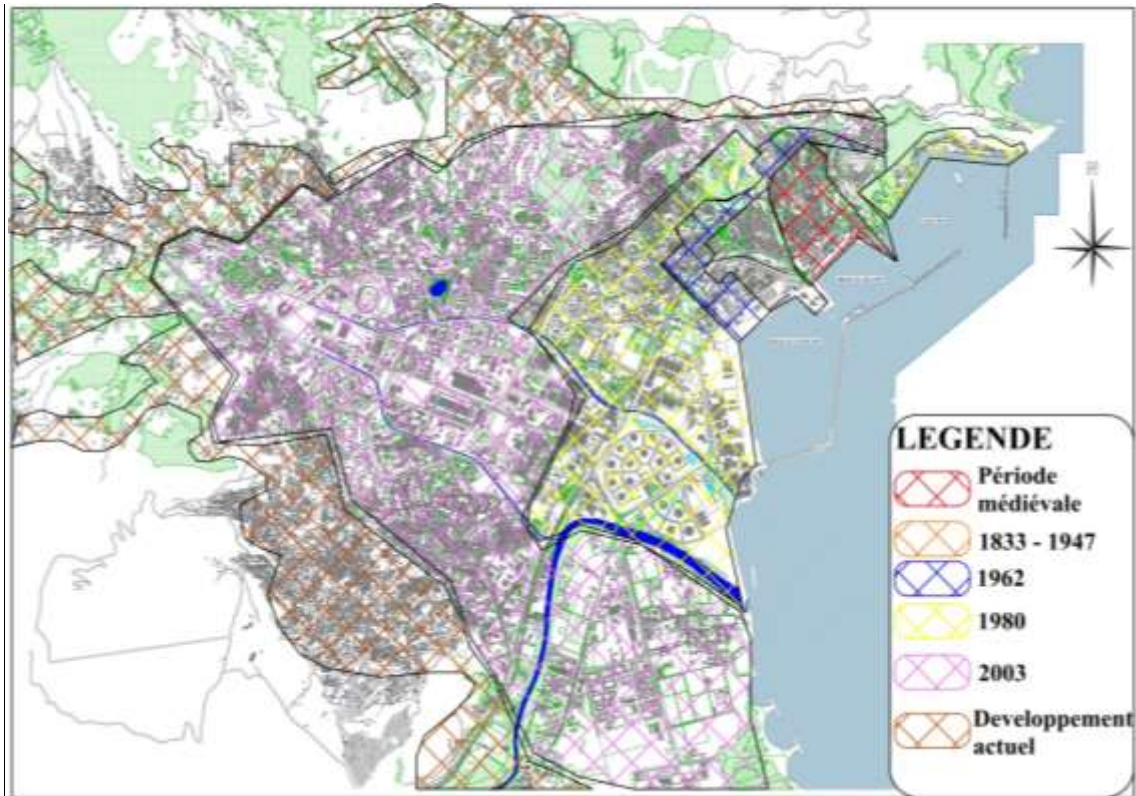 LEGENDE
Période
médiévale
1833 - 1947
1962
1980
2003
Developpement
actuel